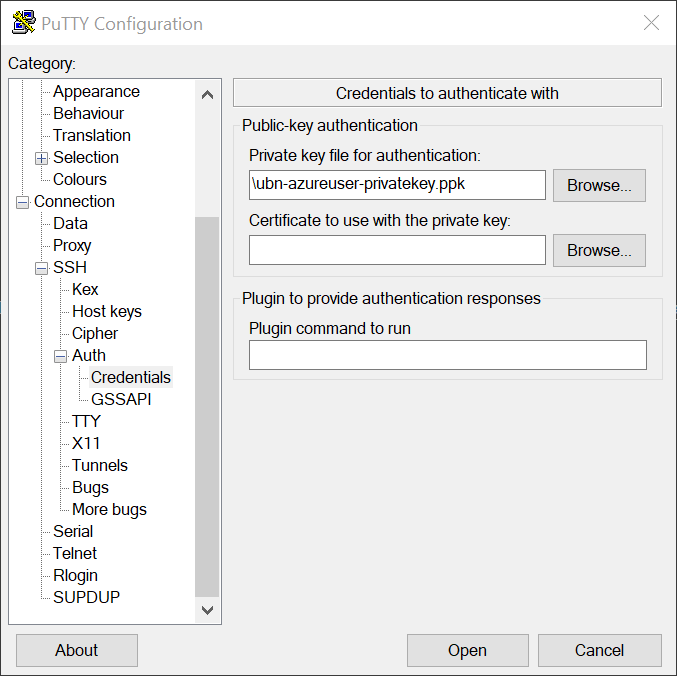 PuTTY Configuration
Category:
Appearance
Behaviour
Translation
Selection
Colours
Connection
Data
Proxy
SSH
Kex
Host keys
Cipher
Auth
Credentials
GSSAPI
TTY
X11
Tunnels
Bugs
More bugs
Serial
Telnet
Rlogin
SUPDUP
Credentials to authenticate with
Public-key authentication
Private key file for authentication:
\ubn-azureuser-privatekey.ppk
Browse...
Certificate to use with the private key:
Browse...
Plugin to provide authentication responses
Plugin command to run
About
Open
Cancel